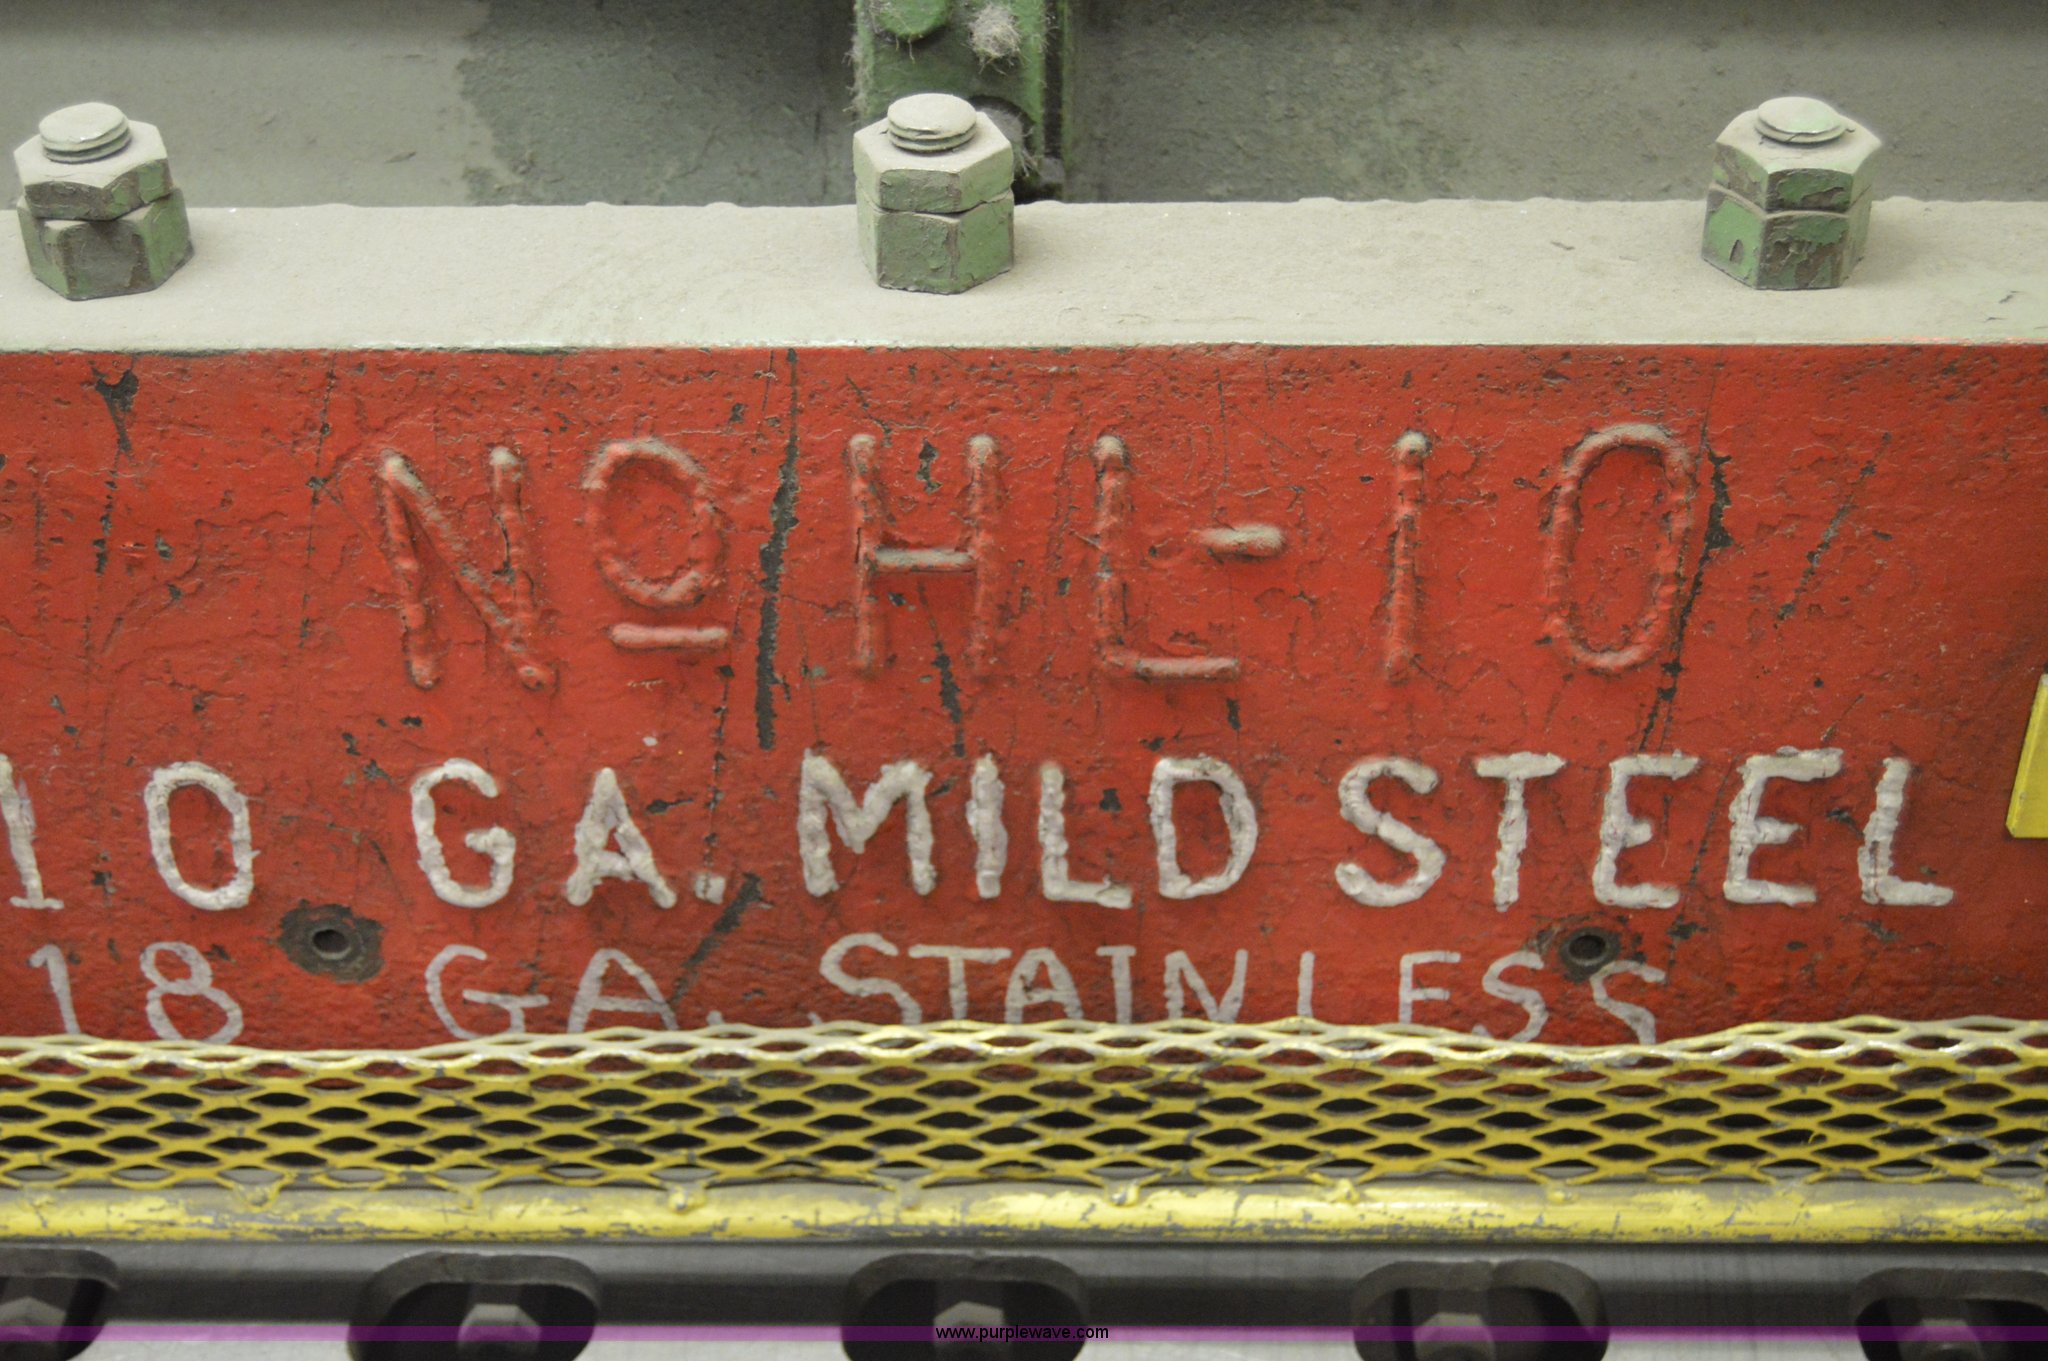 Nº HL-10
10 GA. MILD STEEL
18 GA. STAINLESS
www.purplewave.com